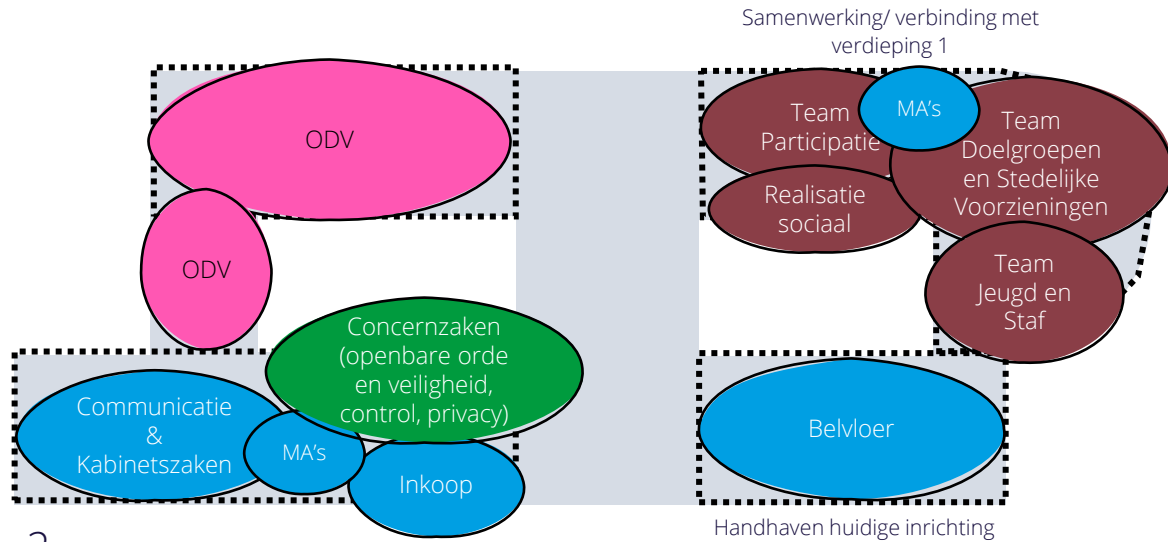 Samenwerking/ verbinding met
verdieping 1
ODV
ODV
Team
Participatie
MA's
Team
Doelgroepen
en Stedelijke
Voorzieningen
Realisatie
sociaal
Team
Jeugd en
Staf
Concernzaken
(openbare orde
en veiligheid,
control, privacy)
Communicatie
&
Kabinetszaken
MA's
Inkoop
Belvloer
Handhaven huidige inrichting